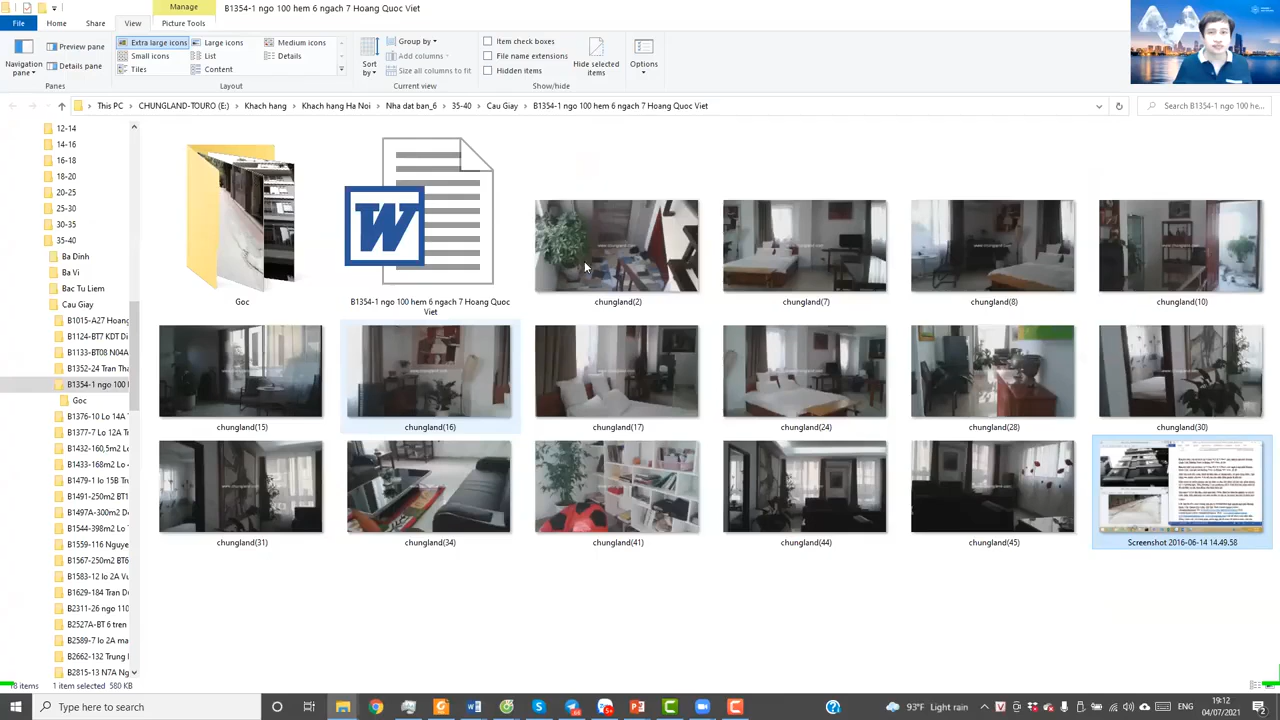 Manage
B1354-1 ngo 100 hem 6 ngach 7 Hoang Quoc Viet
File
Home
Share
View
Picture Tools
Navigation pane
Preview pane
Details pane
Panes
Extra large icons
Large icons
Medium icons
Small icons
List
Details
Tiles
Content
Layout
Sort by
Group by
Add columns
Size all columns to fit
Current view
Item check boxes
File name extensions
Hidden items
Hide selected items
Show/hide
Options
This PC > CHUNGLAND-TOURO (E:) > Khach hang > Khach hang Ha Noi > Nha dat ban_6 > 35-40 > Cau Giay > B1354-1 ngo 100 hem 6 ngach 7 Hoang Quoc Viet
Search B1354-1 ngo 100 he...
12-14
14-16
16-18
18-20
20-25
25-30
30-35
35-40
Ba Dinh
Ba Vi
Bac Tu Liem
Cau Giay
B1015-A27 Hoang
B1124-BT7 KDT Di
B1133-BT08 N04A
B1352-24 Tran Tha
B1354-1 ngo 100
Goc
B1376-10 Lo 14A
B1377-7 Lo 12A Tr
B1432-160,5m2 Lo
B1433-168m2 Lo 4
B1479-1 lo 15B Tr
B1491-250m2 BT1
B1497A-300m2 D
B1507-512 ngo 25
B1544-398m2 Lo T
B1559-116 Nguye
B1567-250m2 BT6
B1583-12 lo 2A Vu
B1629-184 Tran D
B2311-26 ngo 110
B2527A-BT 6 tren
B2589-7 lo 2A ma
B2662-132 Trung
B2815-13 N7A Ng
Goc
B1354-1 ngo 100 hem 6 ngach 7 Hoang Quoc
Viet
chungland(2)
chungland(7)
chungland(8)
chungland(10)
chungland(15)
chungland(16)
chungland(17)
chungland(24)
chungland(28)
chungland(30)
chungland(31)
chungland(34)
chungland(41)
chungland(44)
chungland(45)
Screenshot 2016-06-14 14.49.58
18 items
1 item selected 580 KB
Type here to search
93°F Light rain
19:12
04/07/2021